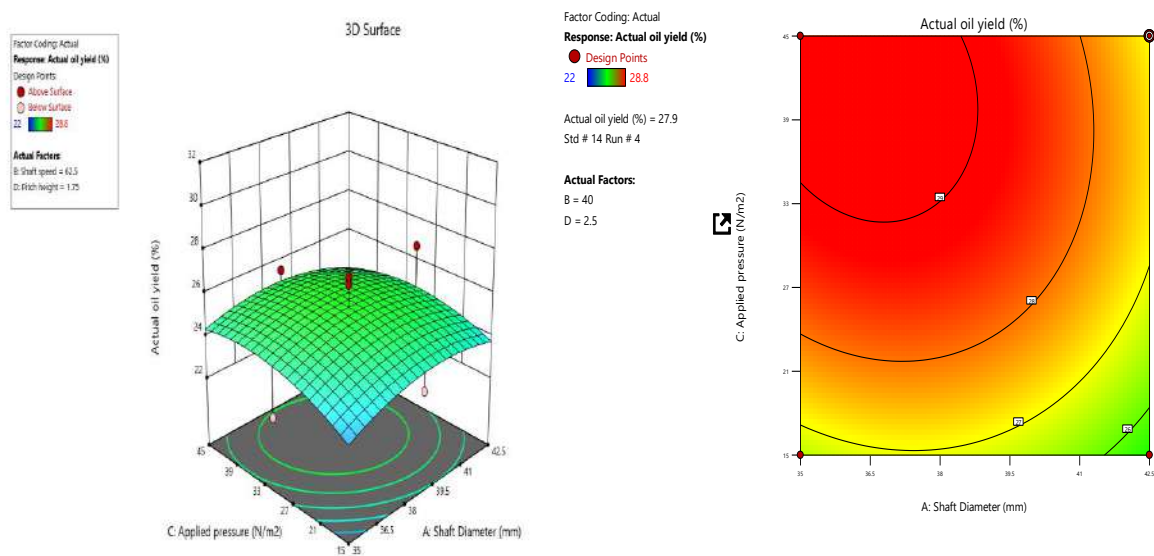 3D Surface
Factor Coding: Actual
Response: Actual oil yield (%)
Design Points:
Above Surface
Below Surface
22 28.8
Actual Factors
B: Shaft speed = 62.5
D: Pitch height = 1.75
Actual oil yield (%)
32
30
28
26
24
22
45
39
33
27
21
15
35
36.5
38
39.5
41
42.5
C: Applied pressure (N/m2)
A: Shaft Diameter (mm)
Factor Coding: Actual
Response: Actual oil yield (%)
Design Points
22 28.8
Actual oil yield (%) = 27.9
Std # 14 Run # 4
Actual Factors:
B = 40
D = 2.5
Actual oil yield (%)
C: Applied pressure (N/m2)
45
39
33
27
21
15
35
36.5
38
39.5
41
42.5
A: Shaft Diameter (mm)
27